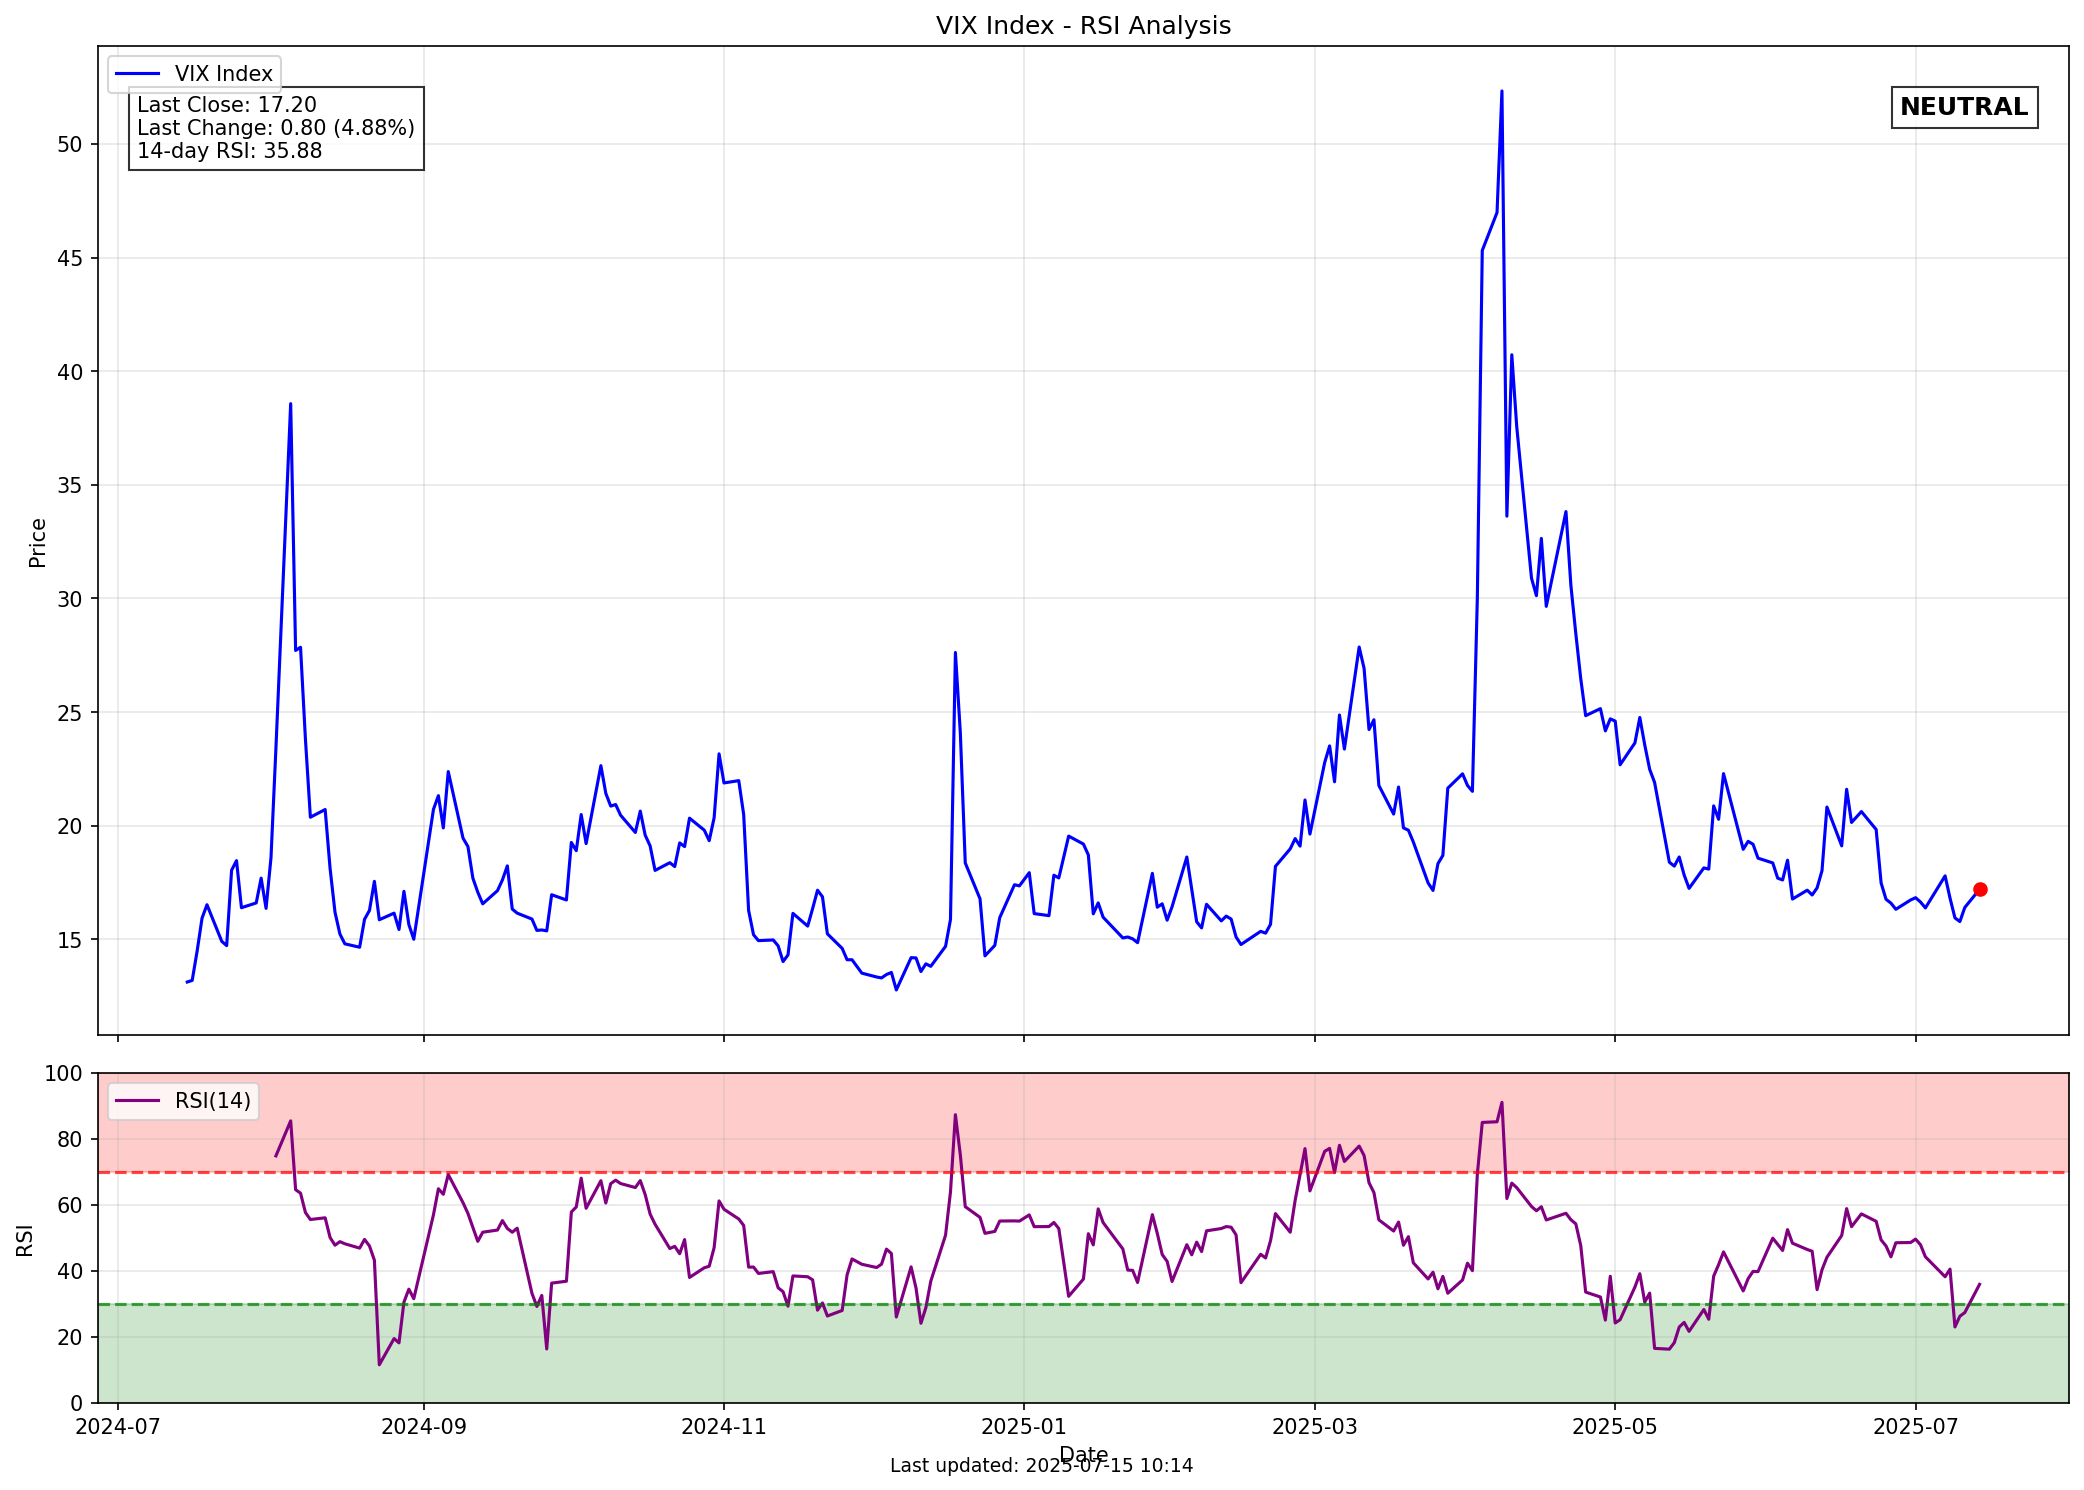 VIX Index - RSI Analysis
VIX Index
Last Close: 17.20
Last Change: 0.80 (4.88%)
14-day RSI: 35.88
NEUTRAL
50
45
40
35
30
25
20
15
Price
RSI(14)
100
80
60
40
20
0
RSI
2024-07 2024-09 2024-11 2025-01 2025-03 2025-05 2025-07
Date
Last updated: 2025-07-15 10:14